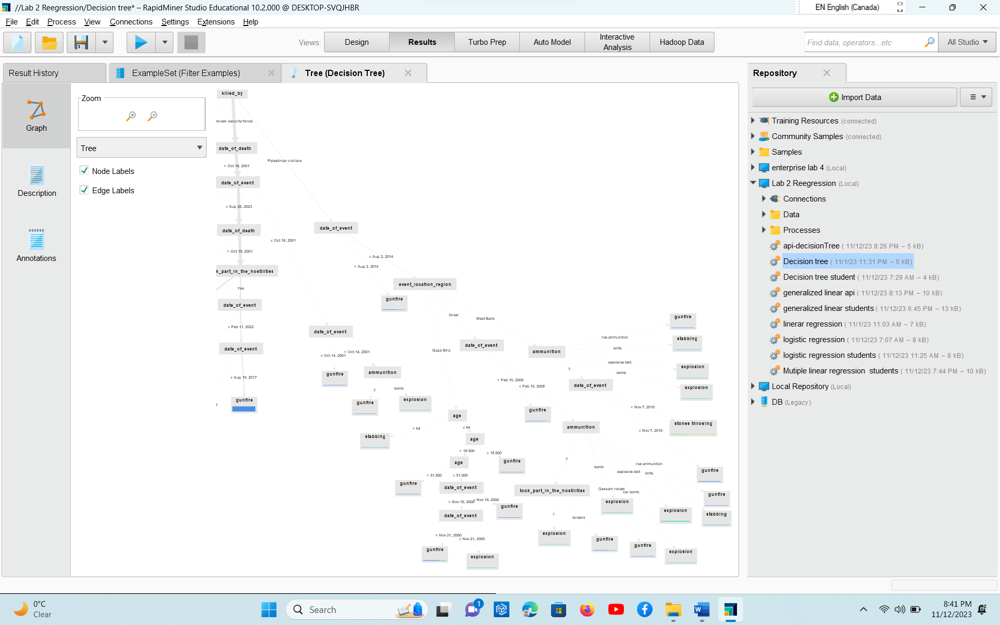 //Lab 2 Reegression/Decision tree* – RapidMiner Studio Educational 10.2.000 @ DESKTOP-SVQJHBR
EN English (Canada)
File Edit Process View Connections Settings Extensions Help
Views:
Design
Results
Turbo Prep
Auto Model
Interactive
Analysis
Hadoop Data
Find data, operators...etc
All Studio
Result History
ExampleSet (Filter Examples)
Tree (Decision Tree)
Graph
Description
Annotations
Zoom
Tree
Node Labels
Edge Labels
killed_by
Israeli security forces
date_of_death
Palestinian civilians
> Oct 18, 2001
date_of_event
≤ Aug 26, 2023
date_of_event
date_of_death
≤ Oct 18, 2001
> Oct 19, 2001
≤ Aug 2, 2014
> Aug 2, 2014
k_part_in_the_hostilities
event_location_region
Yes
gunfire
date_of_event
Israel
West Bank
gunfire
≤ Feb 11, 2022
date_of_event
live ammunition
stabbing
date_of_event
date_of_event
knife
Gaza Strip
ammunition
> Oct 14, 2001
≤ Oct 14, 2001
explosive belt
explosion
?
bomb
gunfire
ammunition
≤ Aug 19, 2017
> Feb 15, 2008
≤ Feb 15, 2008
date_of_event
explosion
?
bomb
gunfire
gunfire
explosion
> Nov 7, 2010
gunfire
age
stones throwing
> 64
≤ 64
ammunition
≤ Nov 7, 2010
stabbing
age
> 18.500
≤ 18.500
age
gunfire
?
bomb
live ammunition
explosive belt
knife
gunfire
> 51.500
≤ 51.500
gunfire
date_of_event
took_part_in_the_hostilities
Qassam rocket
car bomb
gunfire
> Nov 19, 2000
≤ Nov 19, 2000
gunfire
explosion
explosion
stabbing
date_of_event
?
Israelis
> Nov 21, 2000
≤ Nov 21, 2000
explosion
gunfire
gunfire
explosion
gunfire
explosion
Repository
Import Data
Training Resources (connected)
Community Samples (connected)
Samples
enterprise lab 4 (Local)
Lab 2 Reegression (Local)
Connections
Data
Processes
api-decisionTree ( 11/12/23 8:26 PM – 5 kB)
Decision tree ( 11/1/23 11:31 PM – 5 kB)
Decision tree student ( 11/12/23 7:29 AM – 4 kB)
generalized linear api ( 11/12/23 8:13 PM – 10 kB)
generalized linear students ( 11/12/23 6:45 PM – 13 kB)
linerar regression ( 11/1/23 11:03 AM – 7 kB)
logistic regression ( 11/12/23 7:07 AM – 8 kB)
logistic regression students ( 11/12/23 11:25 AM – 8 kB)
Mutiple linear regression  students ( 11/12/23 7:44 PM – 10 kB)
Local Repository (Local)
DB (Legacy)
0°C
Clear
Search
1
8:41 PM
11/12/2023